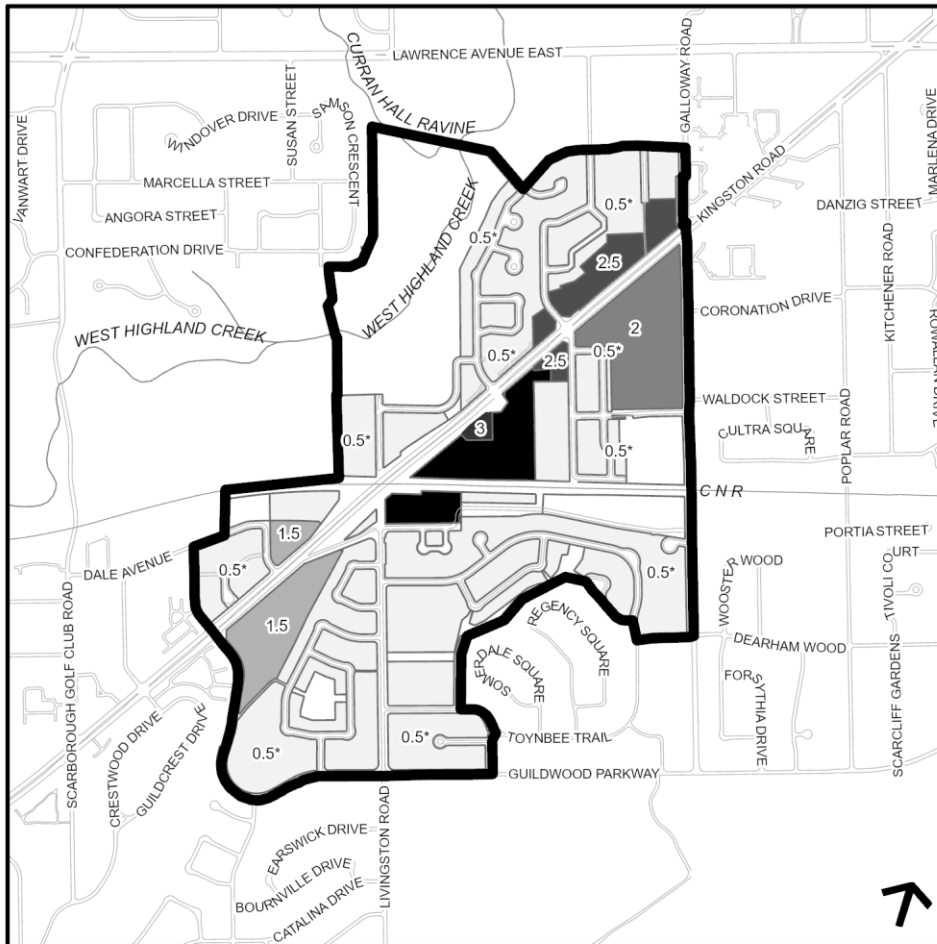 LAWRENCE AVENUE EAST
CURRAN HALL RAVINE
GALLOWAY ROAD
VANWART DRIVE
WINDOVER DRIVE
SUSAN STREET
SAMSON CRESCENT
MARLENA DRIVE
KINGSTON ROAD
MARCELLA STREET
ANGORA STREET
CONFEDERATION DRIVE
WEST HIGHLAND CREEK
WEST HIGHLAND CREEK
DANZIG STREET
KITCHENER ROAD
0.5*
0.5*
2.5
2
CORONATION DRIVE
0.5*
2.5
0.5*
WALDOCK STREET
POPLAR ROAD
0.5*
3
0.5*
CULTRA SQUARE
CNR
1.5
DALE AVENUE
0.5*
1.5
0.5*
PORTIA STREET
WOOSTER WOOD
TIVOLI COURT
DEARHAM WOOD
REGENCY SQUARE
SOMERDALE SQUARE
FORSYTHIA DRIVE
SCARCLIFF GARDENS
SCARBOROUGH GOLF CLUB ROAD
CRESTWOOD DRIVE
GUILDCREST DRIVE
0.5*
0.5*
TOYNBEE TRAIL
GUILDWOOD PARKWAY
LIVINGSTON ROAD
EARSWICK DRIVE
BOURNVILLE DRIVE
CATALINA DRIVE